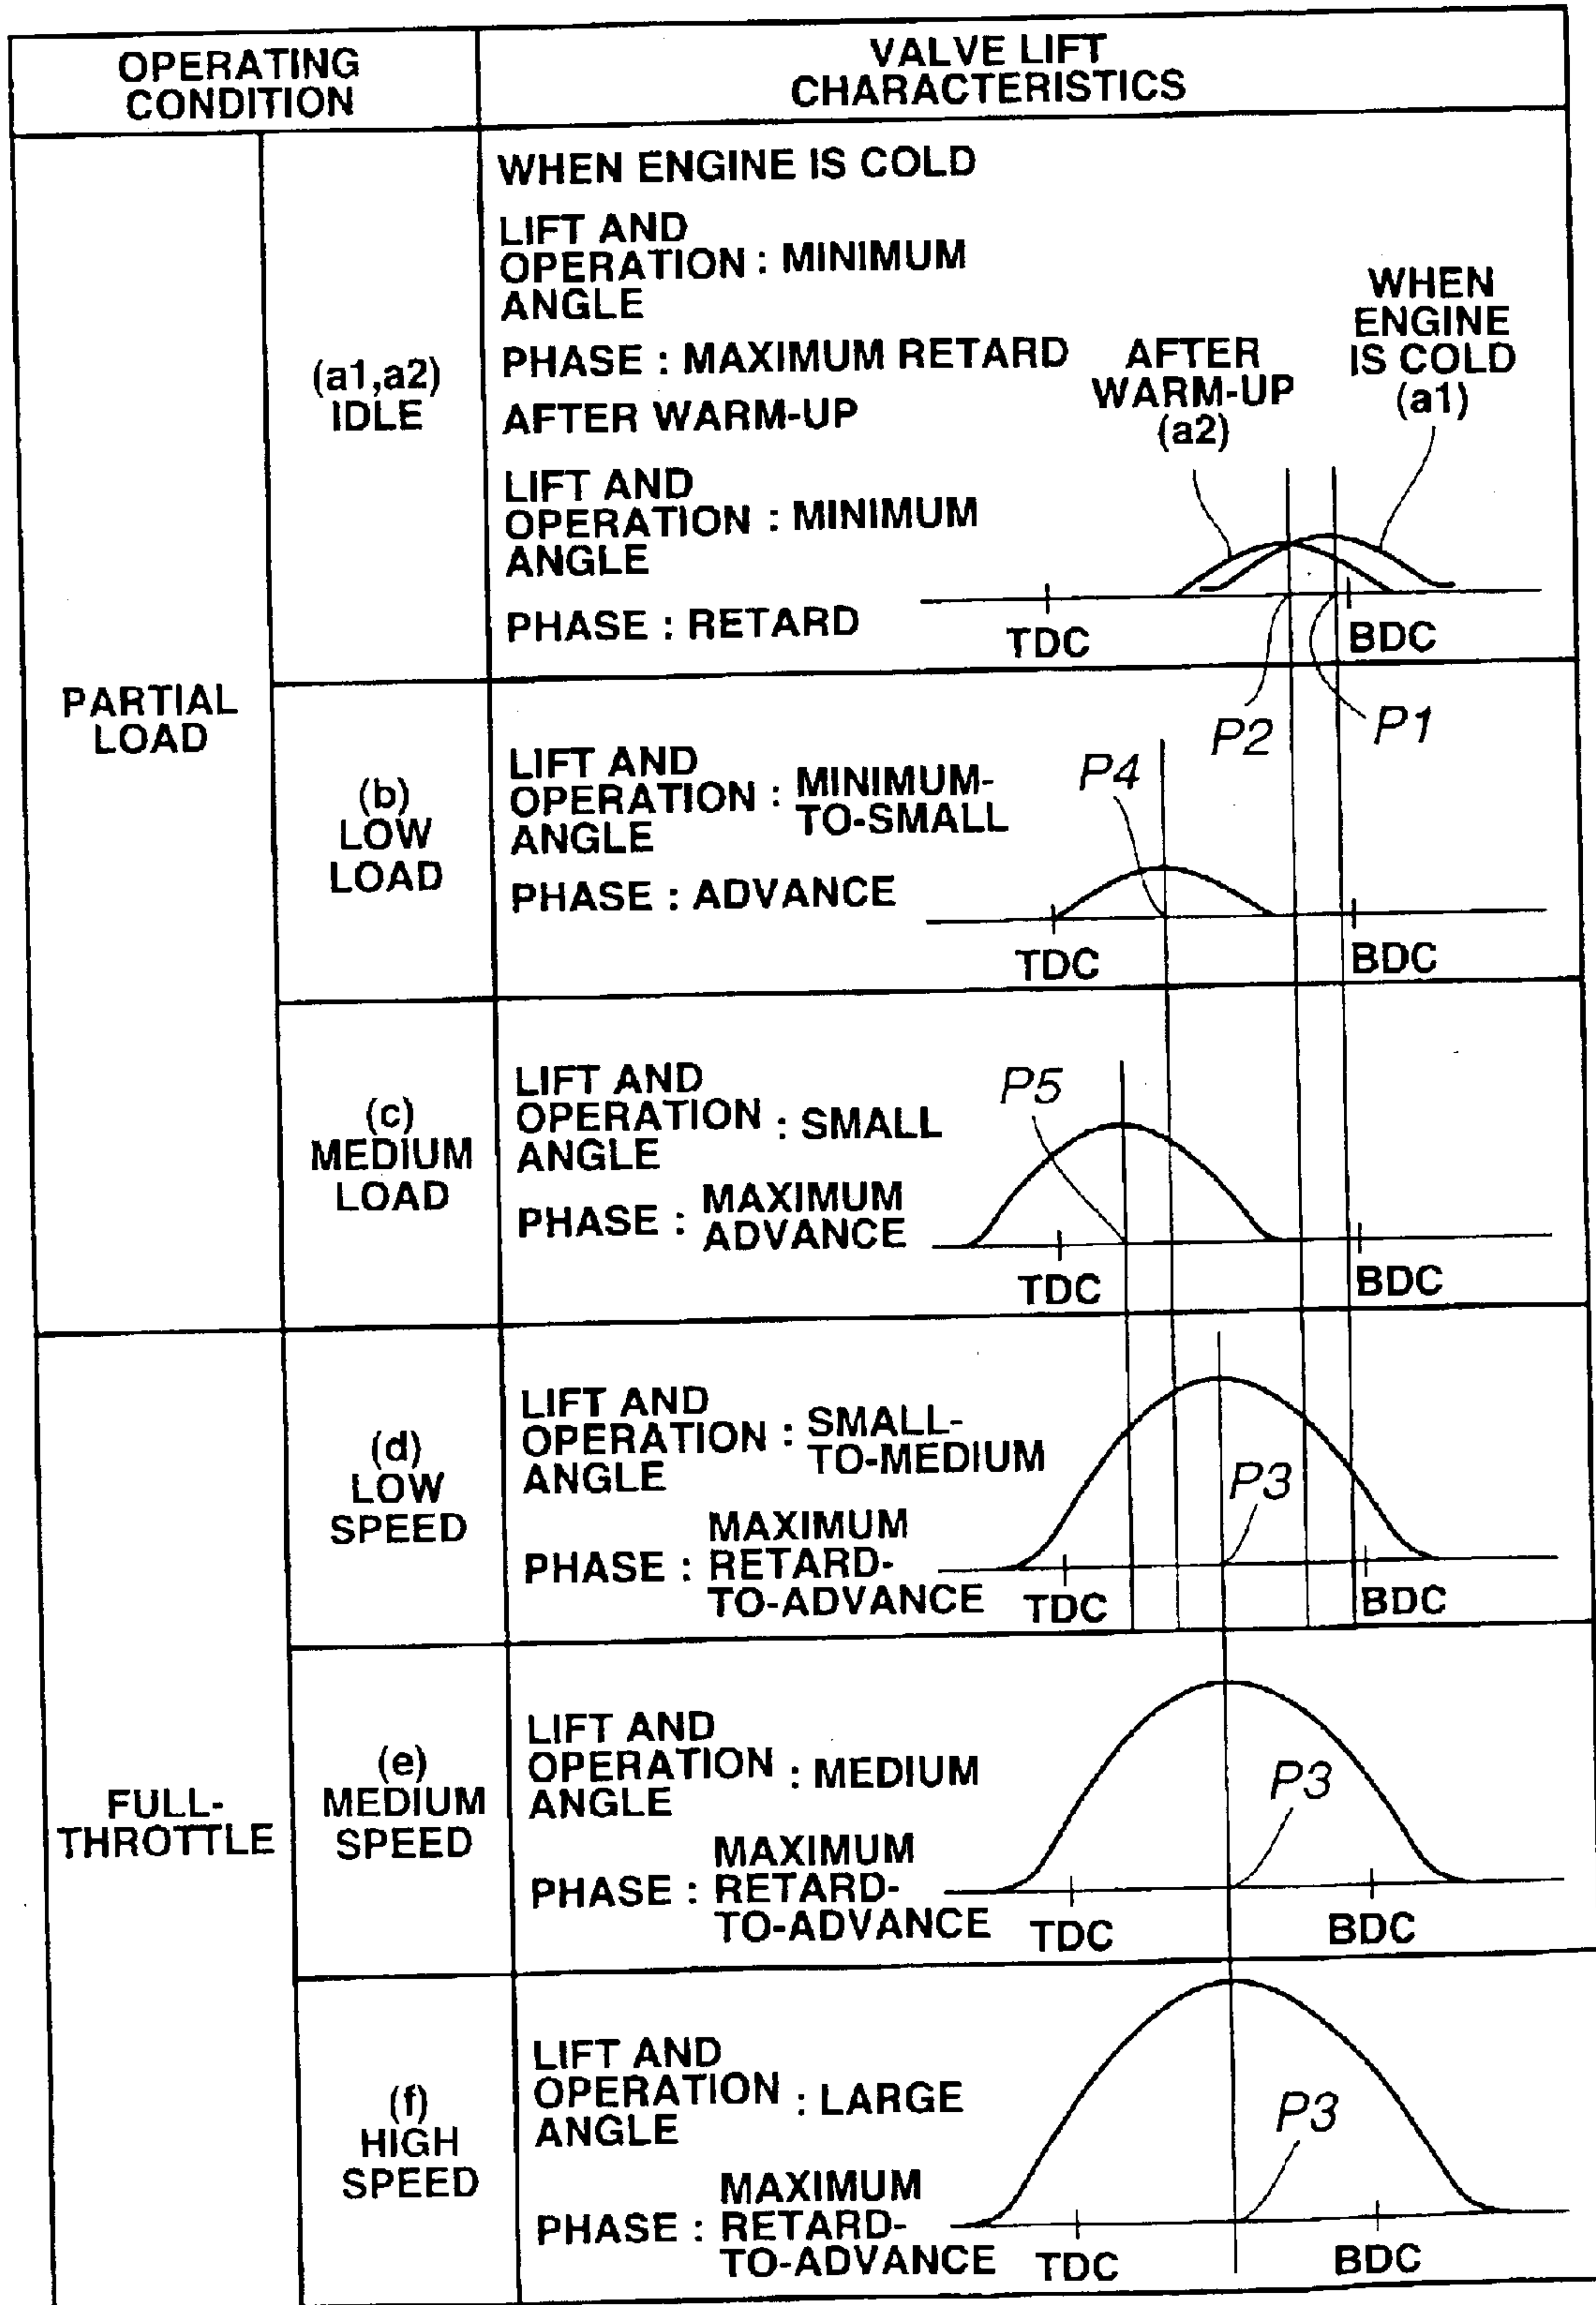 OPERATING
CONDITION
VALVE LIFT
CHARACTERISTICS
PARTIAL
LOAD
(a1,a2)
IDLE
WHEN ENGINE IS COLD
LIFT AND
OPERATION : MINIMUM
ANGLE
PHASE : MAXIMUM RETARD
AFTER WARM-UP
LIFT AND
OPERATION : MINIMUM
ANGLE
PHASE : RETARD
AFTER
WARM-UP
(a2)
WHEN
ENGINE
IS COLD
(a1)
TDC
BDC
P2
P1
(b)
LOW
LOAD
LIFT AND
OPERATION : MINIMUM-
TO-SMALL
ANGLE
PHASE : ADVANCE
P4
TDC
BDC
(c)
MEDIUM
LOAD
LIFT AND
OPERATION : SMALL
ANGLE
PHASE : MAXIMUM
ADVANCE
P5
TDC
BDC
FULL-
THROTTLE
(d)
LOW
SPEED
LIFT AND
OPERATION : SMALL-
TO-MEDIUM
ANGLE
MAXIMUM
PHASE : RETARD-
TO-ADVANCE
P3
TDC
BDC
(e)
MEDIUM
SPEED
LIFT AND
OPERATION : MEDIUM
ANGLE
MAXIMUM
PHASE : RETARD-
TO-ADVANCE
P3
TDC
BDC
(f)
HIGH
SPEED
LIFT AND
OPERATION : LARGE
ANGLE
MAXIMUM
PHASE : RETARD-
TO-ADVANCE
P3
TDC
BDC